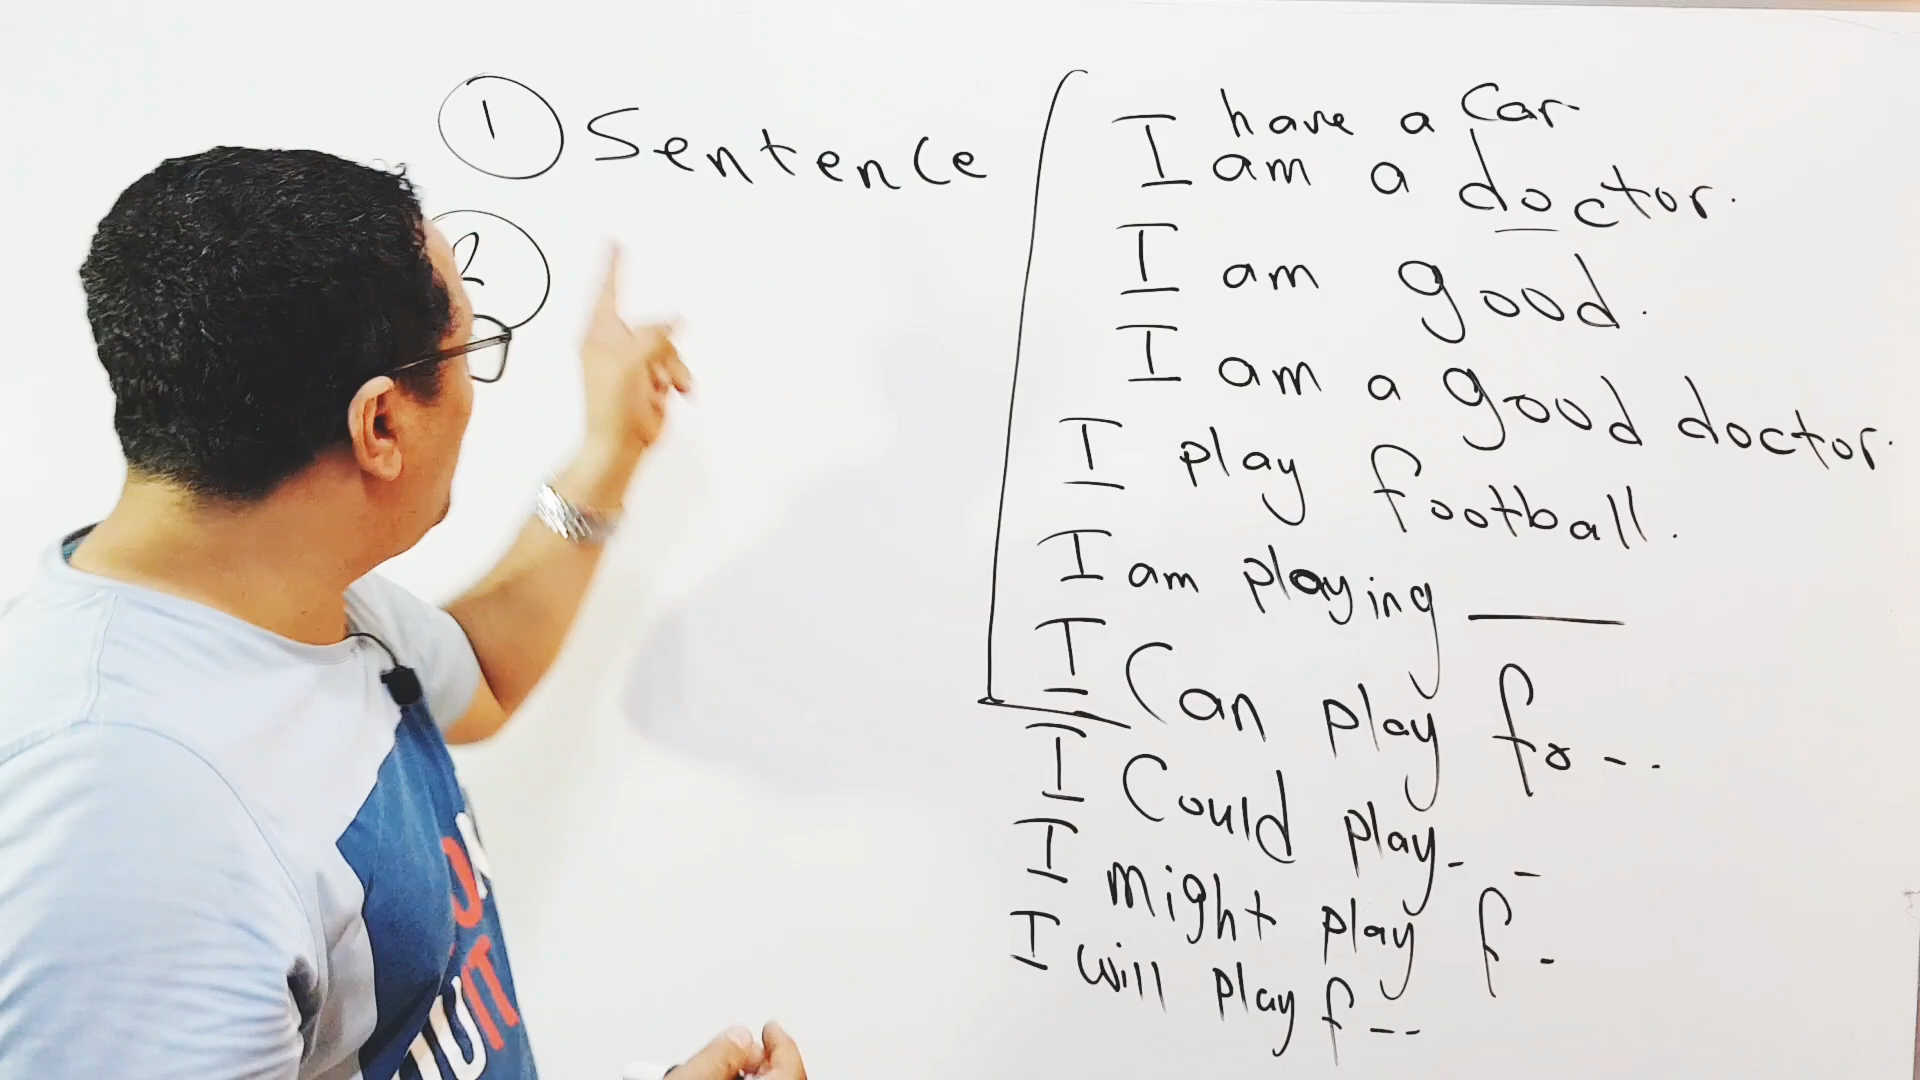 1 Sentence
2
I have a Car
I am a doctor.
I am good.
I am a good doctor.
I play football.
I am playing
I Can play fo --
I Could play - -
I might play f -
I will play f --